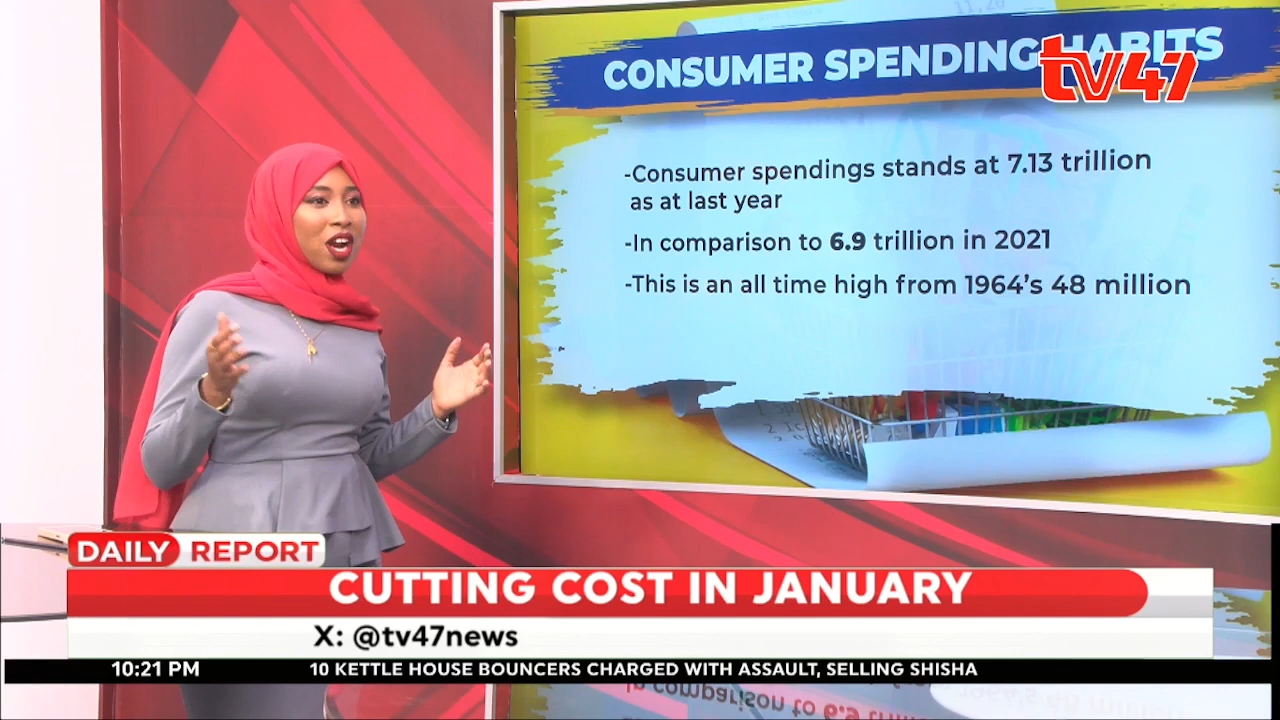 CONSUMER SPENDING HABITS
tv47
-Consumer spendings stands at 7.13 trillion
as at last year
-In comparison to 6.9 trillion in 2021
-This is an all time high from 1964's 48 million
DAILY REPORT
CUTTING COST IN JANUARY
X: @tv47news
10:21 PM
10 KETTLE HOUSE BOUNCERS CHARGED WITH ASSAULT, SELLING SHISHA